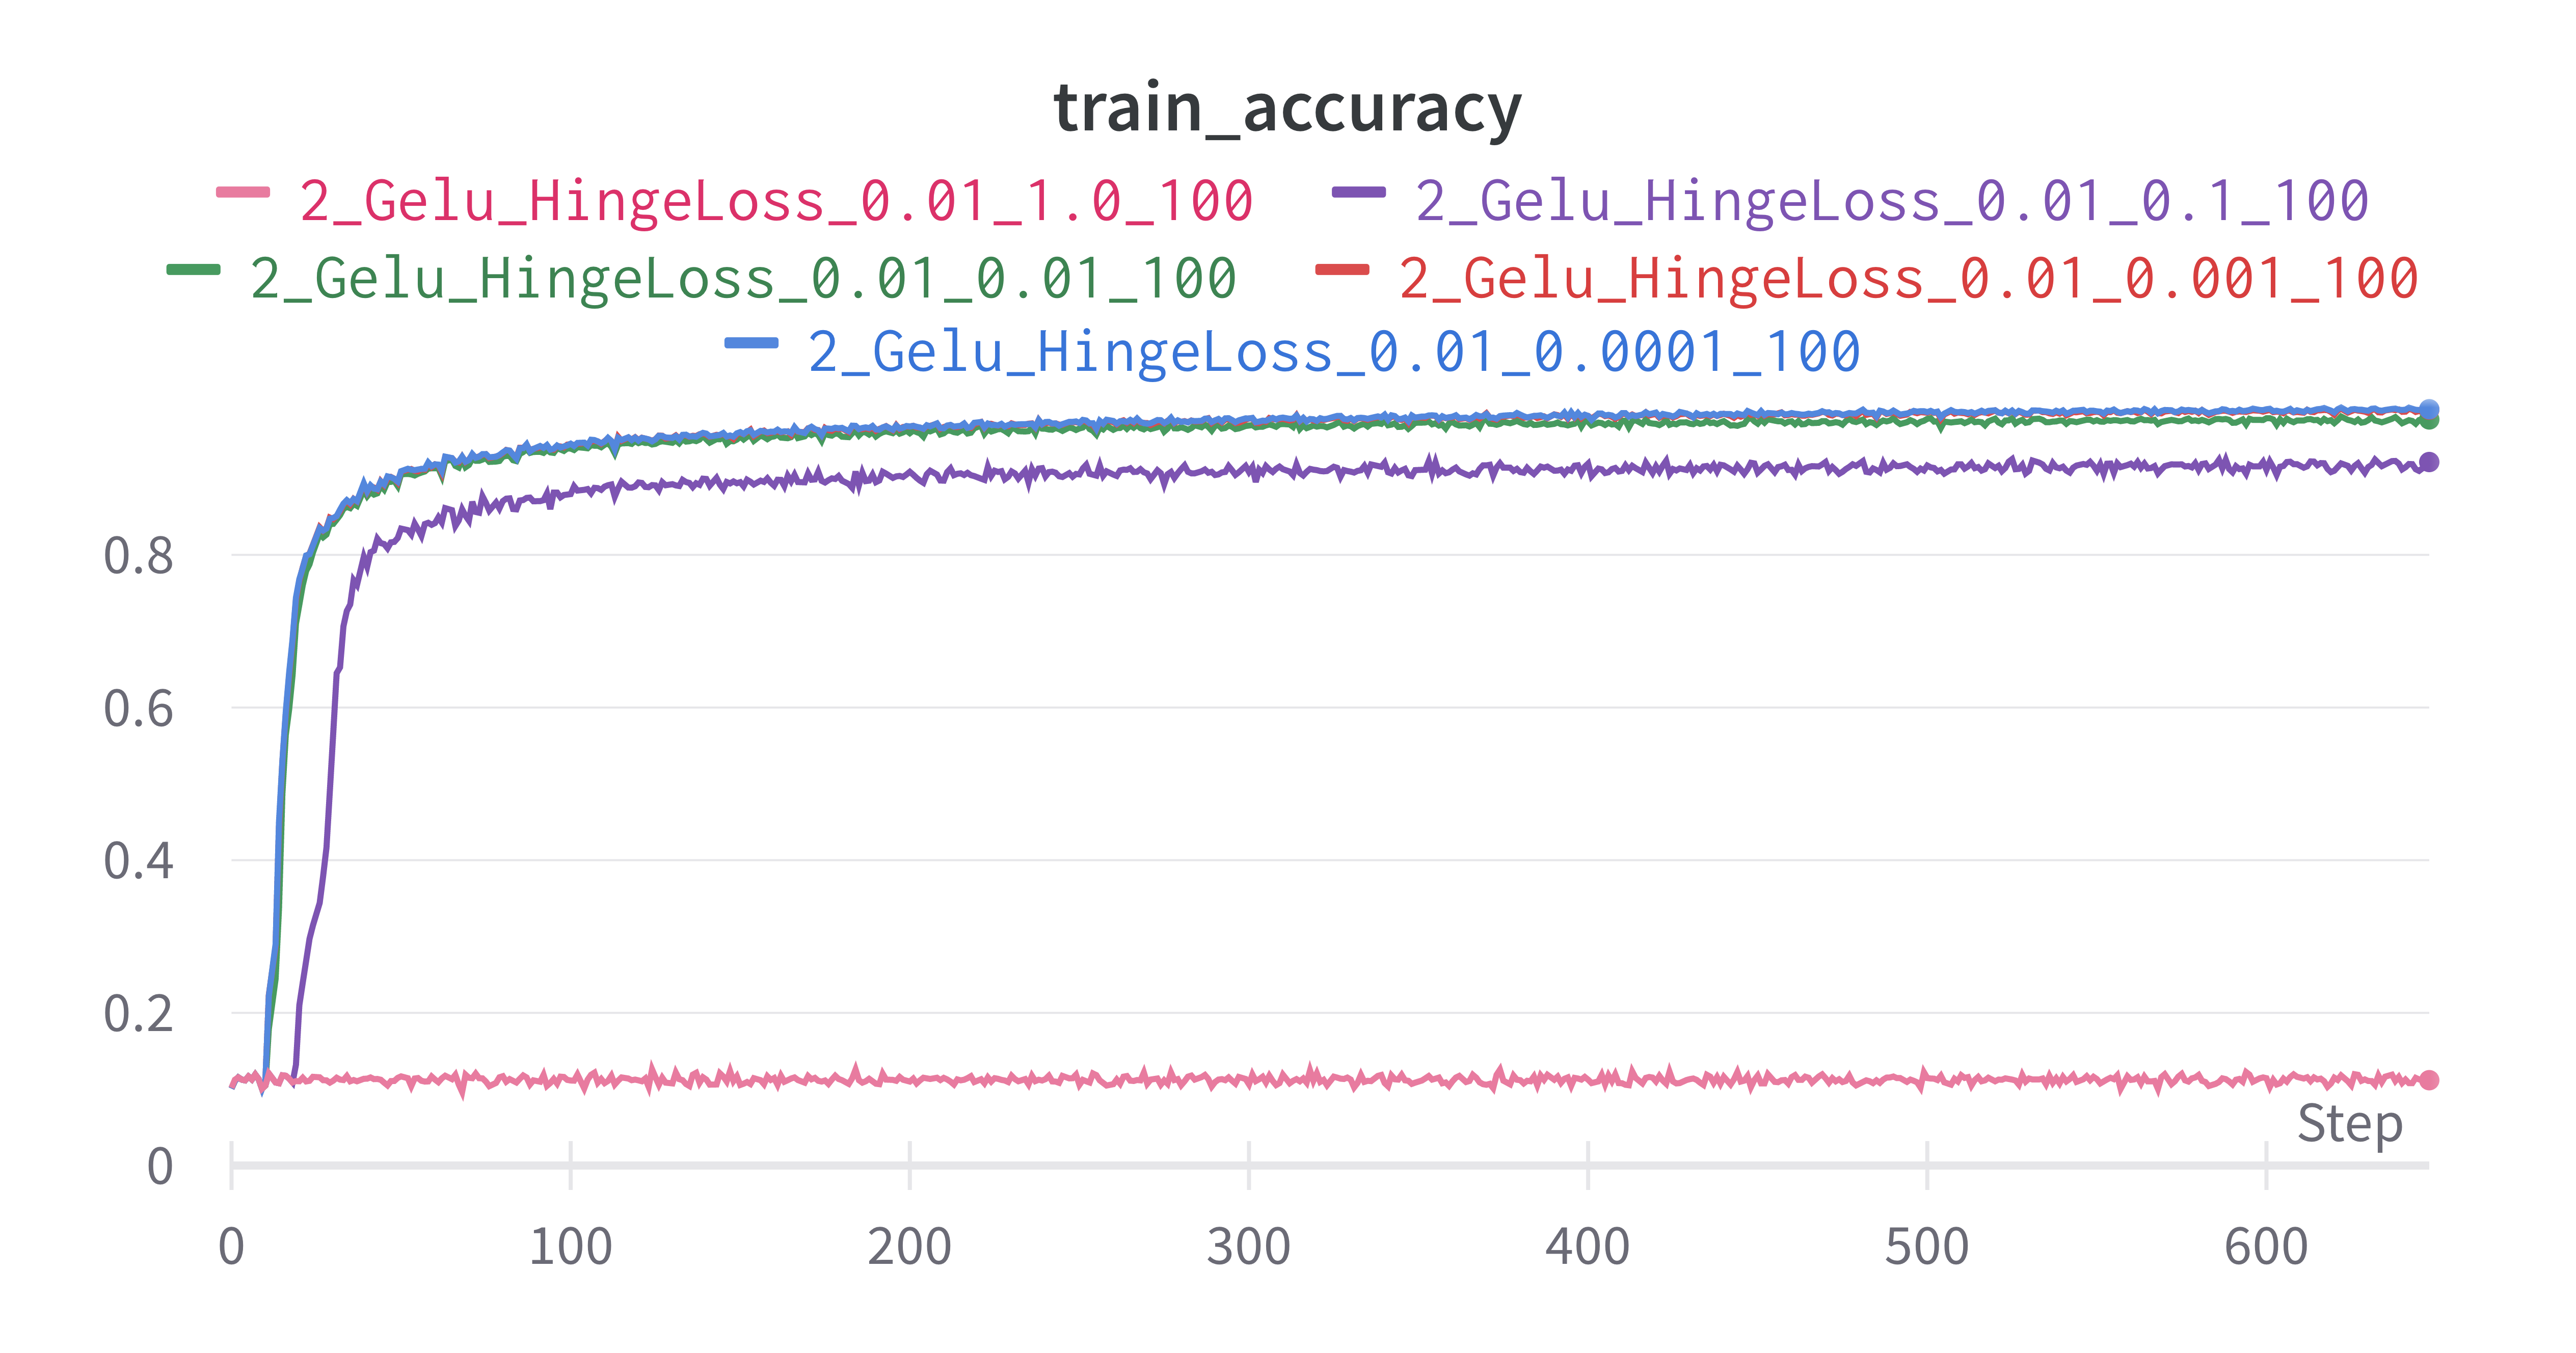 train_accuracy
2_Gelu_HingeLoss_0.01_1.0_100 2_Gelu_HingeLoss_0.01_0.1_100
2_Gelu_HingeLoss_0.01_0.01_100 2_Gelu_HingeLoss_0.01_0.001_100
2_Gelu_HingeLoss_0.01_0.0001_100
0.8
0.6
0.4
0.2
Step
0
0 100 200 300 400 500 600